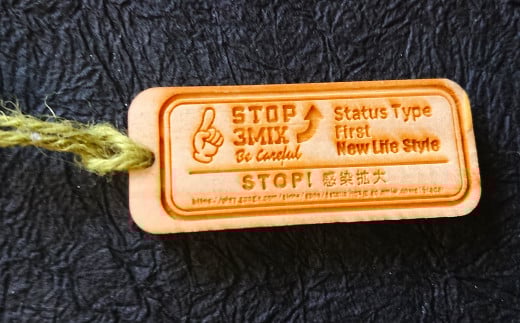 STOP
3MIX
Be Careful
Status Type
First
New Life Style
STOP! 感染拡大